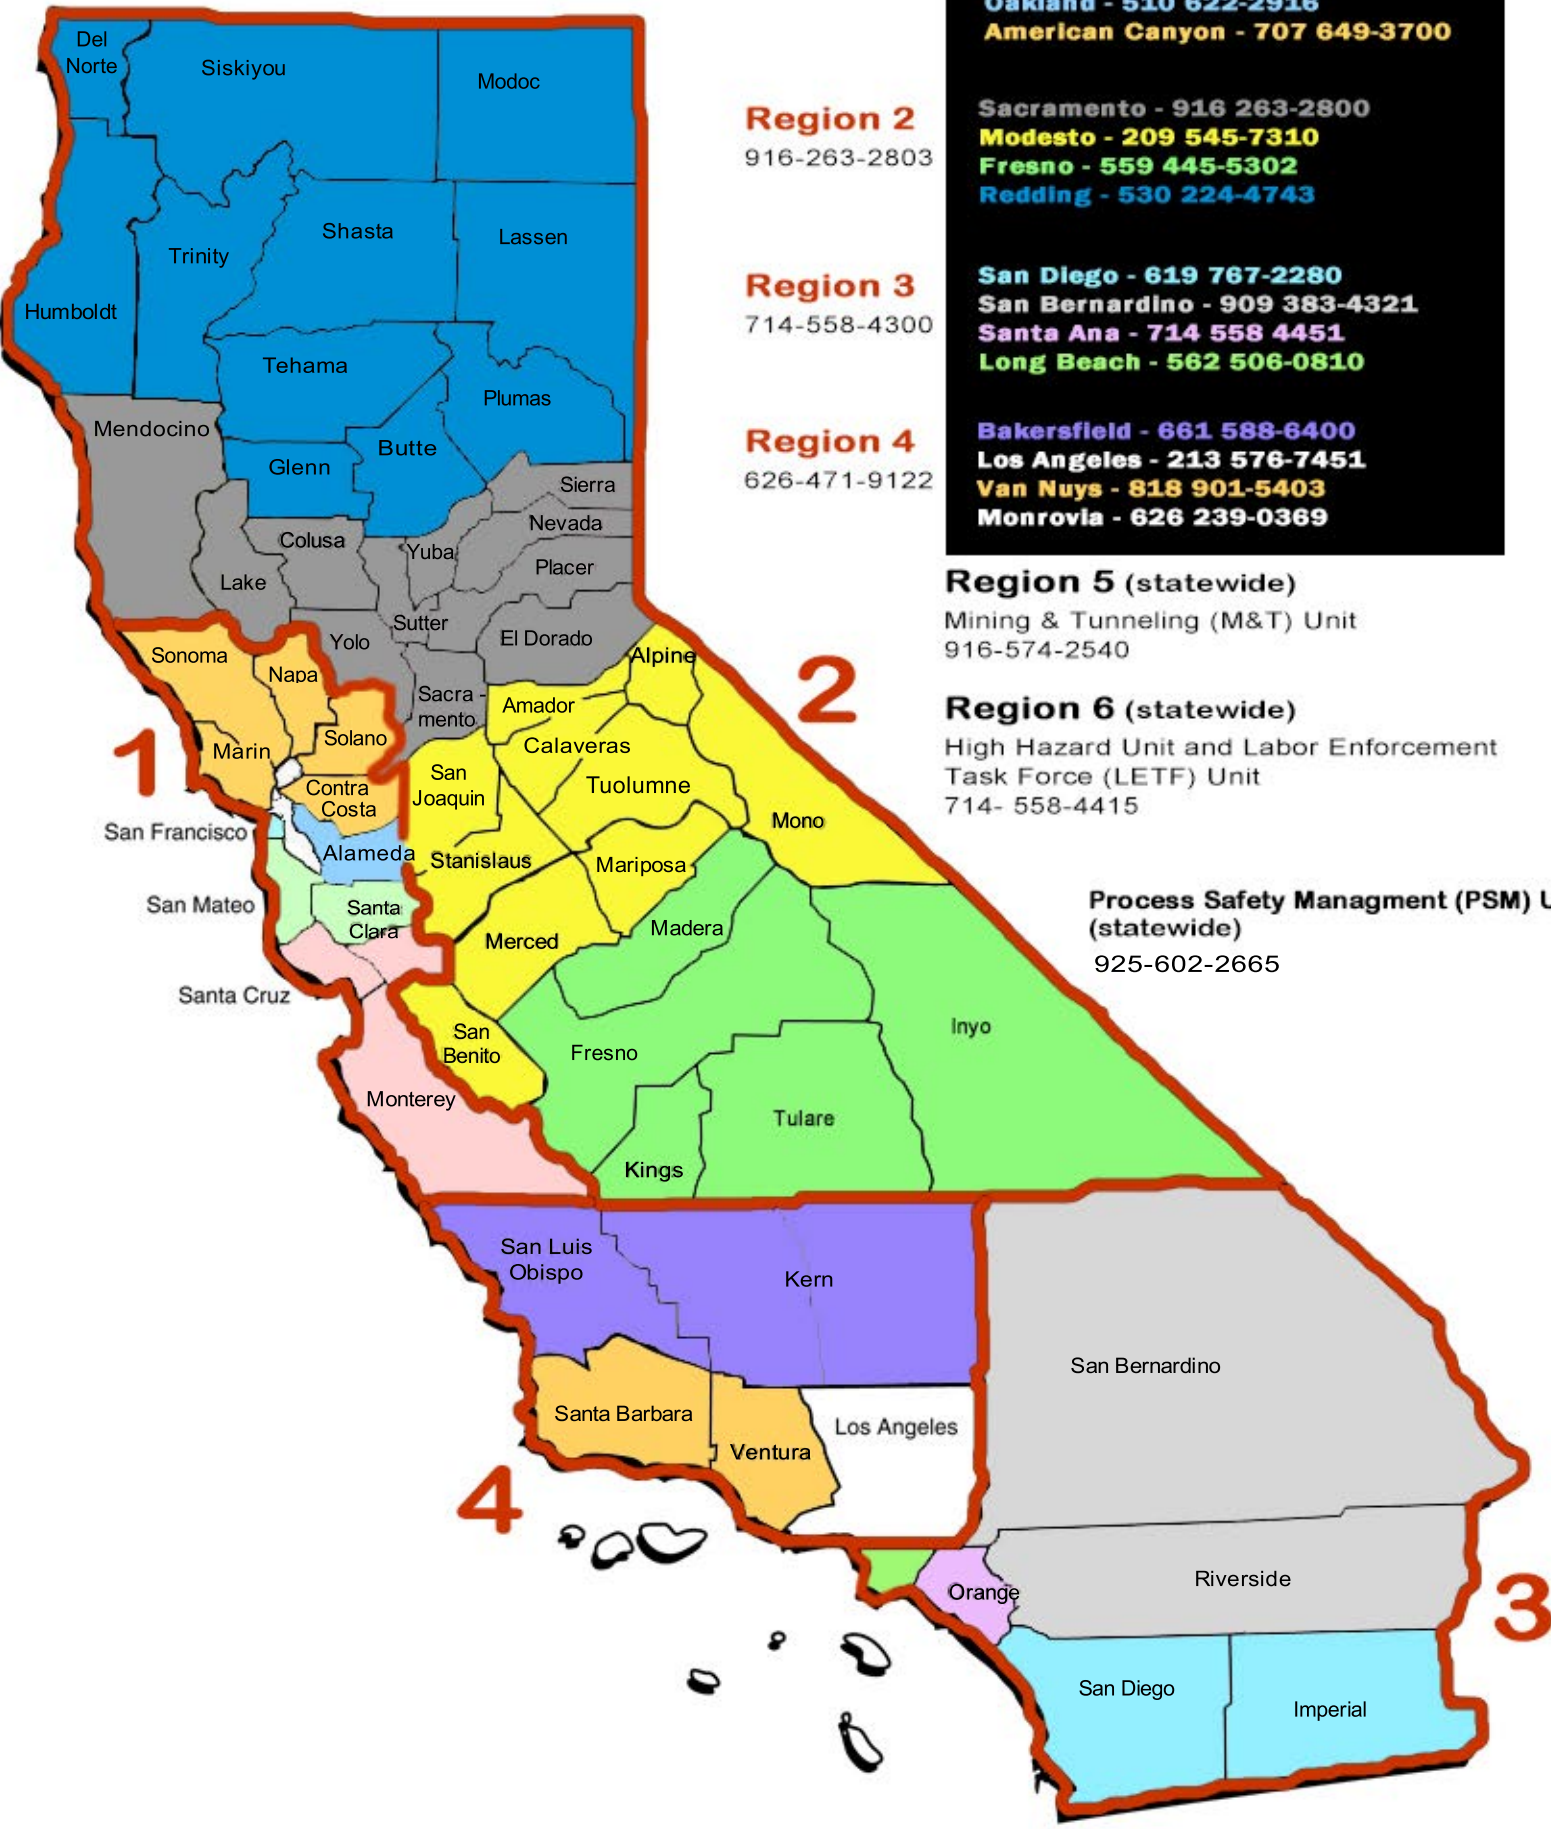 Oakland - 510 622-2916
American Canyon - 707 649-3700
Region 2
916-263-2803
Sacramento - 916 263-2800
Modesto - 209 545-7310
Fresno - 559 445-5302
Redding - 530 224-4743
Region 3
714-558-4300
San Diego - 619 767-2280
San Bernardino - 909 383-4321
Santa Ana - 714 558 4451
Long Beach - 562 506-0810
Region 4
626-471-9122
Bakersfield - 661 588-6400
Los Angeles - 213 576-7451
Van Nuys - 818 901-5403
Monrovia - 626 239-0369
Region 5 (statewide)
Mining & Tunneling (M&T) Unit
916-574-2540
Region 6 (statewide)
High Hazard Unit and Labor Enforcement
Task Force (LETF) Unit
714- 558-4415
Process Safety Managment (PSM) U
(statewide)
925-602-2665
Del
Norte
Siskiyou
Modoc
Humboldt
Trinity
Shasta
Lassen
Tehama
Plumas
Mendocino
Glenn
Butte
Sierra
Nevada
Colusa
Yuba
Placer
Lake
Sutter
Yolo
El Dorado
Sonoma
Napa
Alpine
Sacra -
mento
Amador
2
Solano
Marin
Calaveras
1
San
Joaquin
Tuolumne
Contra
Costa
Mono
San Francisco
Alameda
Stanislaus
Mariposa
San Mateo
Santa
Clara
Madera
Merced
Santa Cruz
San
Benito
Fresno
Inyo
Monterey
Tulare
Kings
San Luis
Obispo
Kern
San Bernardino
Santa Barbara
Los Angeles
Ventura
4
Orange
Riverside
3
San Diego
Imperial